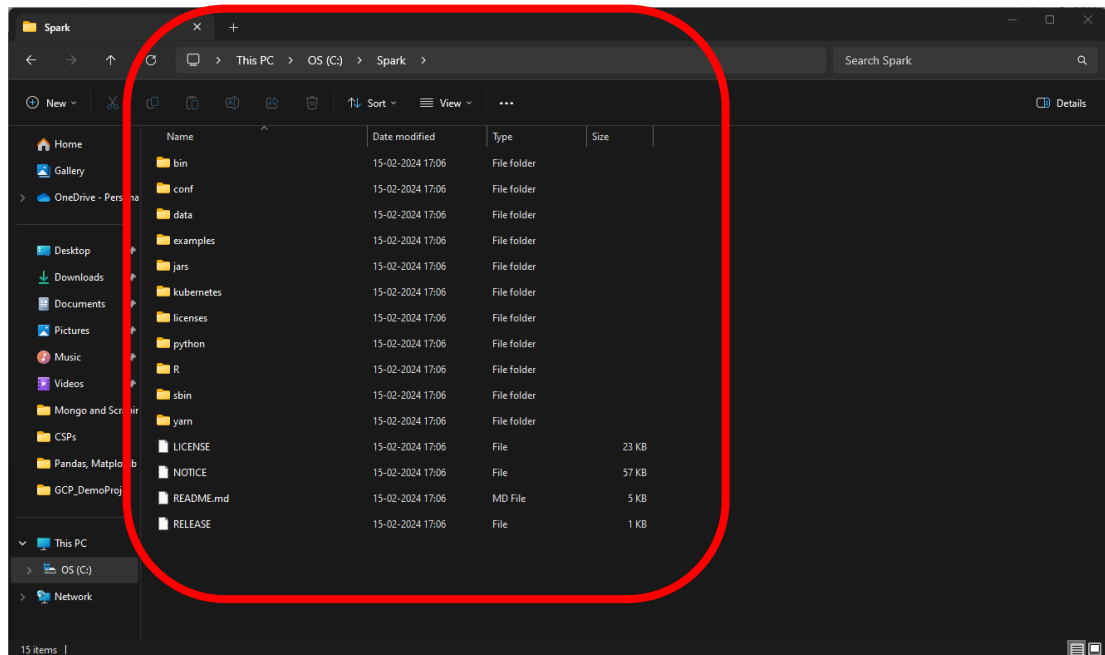 Spark
This PC > OS (C:) > Spark >
Search Spark
New
Sort
View
Details
Home
Gallery
OneDrive - Persona
Desktop
Downloads
Documents
Pictures
Music
Videos
Mongo and Scrapin
CSPs
Pandas, Matplotlib
GCP_DemoProj
This PC
OS (C:)
Network
Name Date modified Type Size
bin 15-02-2024 17:06 File folder
conf 15-02-2024 17:06 File folder
data 15-02-2024 17:06 File folder
examples 15-02-2024 17:06 File folder
jars 15-02-2024 17:06 File folder
kubernetes 15-02-2024 17:06 File folder
licenses 15-02-2024 17:06 File folder
python 15-02-2024 17:06 File folder
R 15-02-2024 17:06 File folder
sbin 15-02-2024 17:06 File folder
yarn 15-02-2024 17:06 File folder
LICENSE 15-02-2024 17:06 File 23 KB
NOTICE 15-02-2024 17:06 File 57 KB
README.md 15-02-2024 17:06 MD File 5 KB
RELEASE 15-02-2024 17:06 File 1 KB
15 items